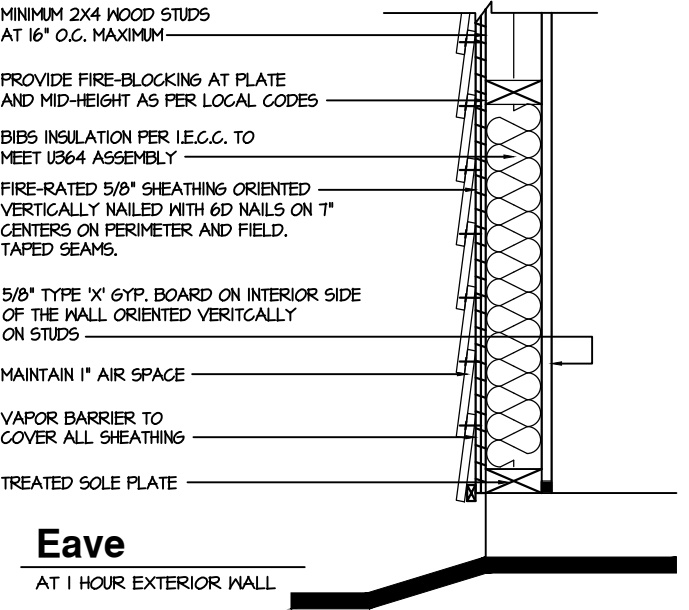 MINIMUM 2X4 WOOD STUDS
AT 16" O.C. MAXIMUM
PROVIDE FIRE-BLOCKING AT PLATE
AND MID-HEIGHT AS PER LOCAL CODES
BIBS INSULATION PER I.E.C.C. TO
MEET U364 ASSEMBLY
FIRE-RATED 5/8" SHEATHING ORIENTED
VERTICALLY NAILED WITH 6D NAILS ON 7"
CENTERS ON PERIMETER AND FIELD.
TAPED SEAMS.
5/8" TYPE 'X' GYP. BOARD ON INTERIOR SIDE
OF THE WALL ORIENTED VERITCALLY
ON STUDS
MAINTAIN 1" AIR SPACE
VAPOR BARRIER TO
COVER ALL SHEATHING
TREATED SOLE PLATE
Eave
AT 1 HOUR EXTERIOR WALL